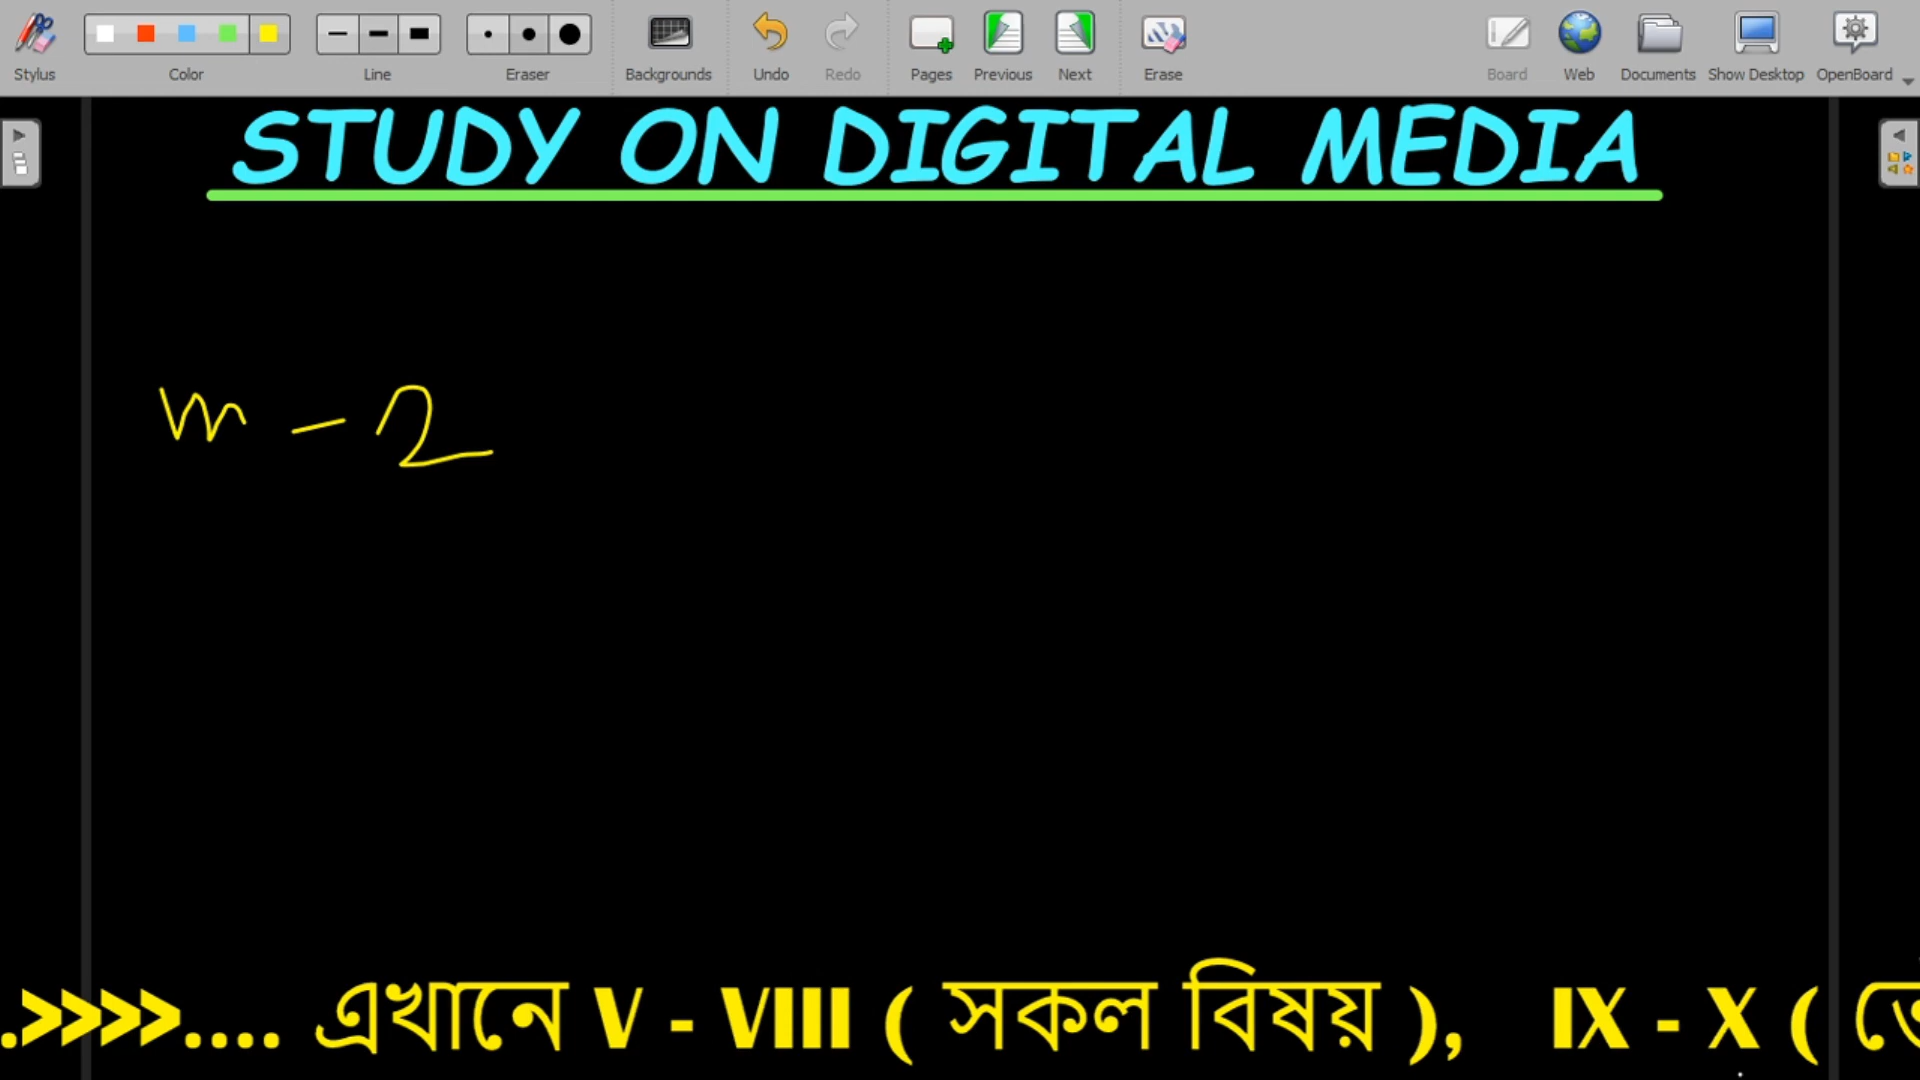 Stylus Color Line Eraser Backgrounds Undo Redo Pages Previous Next Erase Board Web Documents Show Desktop OpenBoard
STUDY ON DIGITAL MEDIA
m - 2
.>>>>.... এখানে V - VIII ( সকল বিষয় ), IX - X (